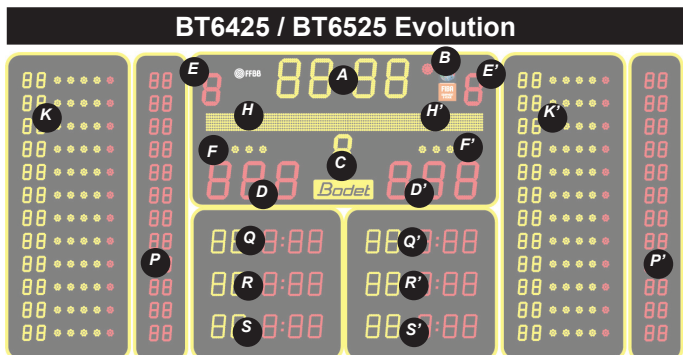 BT6425 / BT6525 Evolution
E FFBB A B E'
K H H' K'
F C F'
D Bodet D'
P Q Q' P'
R R'
S S'